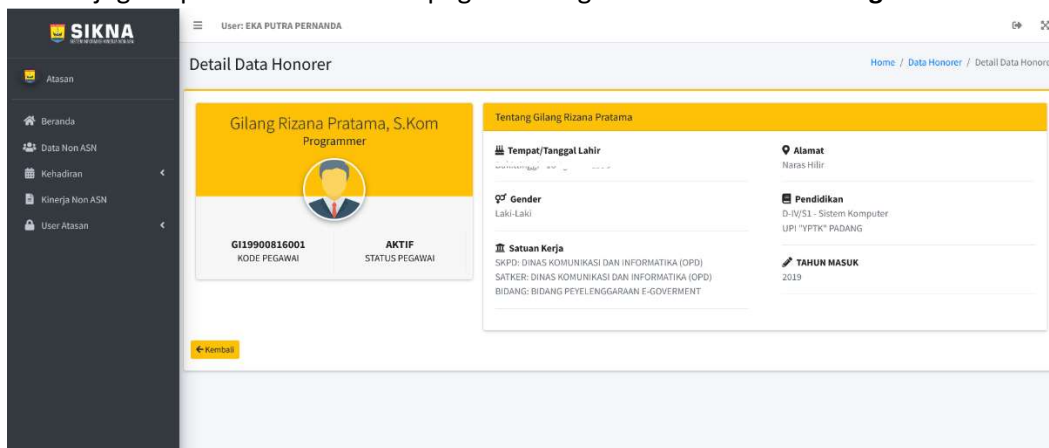 SIKNA
User: EKA PUTRA PERNANDA
Atasan
Beranda
Data Non ASN
Kehadiran
Kinerja Non ASN
User Atasan
Detail Data Honorer
Home / Data Honorer / Detail Data Honore
Gilang Rizana Pratama, S.Kom
Programmer
GI19900816001
KODE PEGAWAI
AKTIF
STATUS PEGAWAI
Tentang Gilang Rizana Pratama
Tempat/Tanggal Lahir
Gender
Laki-Laki
Satuan Kerja
SKPD: DINAS KOMUNIKASI DAN INFORMATIKA (OPD)
SATKER: DINAS KOMUNIKASI DAN INFORMATIKA (OPD)
BIDANG: BIDANG PEYELENGGARAAN E-GOVERMENT
Alamat
Naras Hilir
Pendidikan
D-IV/S1 - Sistem Komputer
UPI "YPTK" PADANG
TAHUN MASUK
2019
Kembali